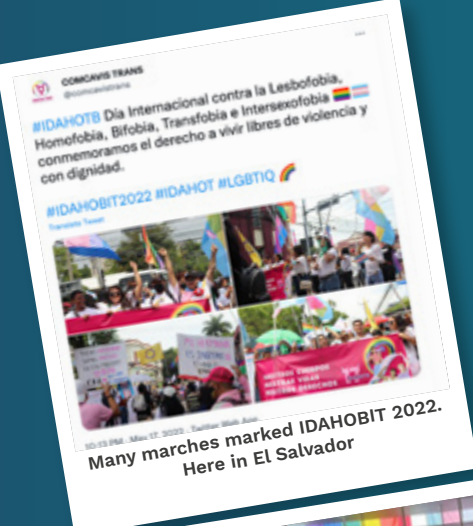 COMCAVIS TRANS
@comcavistrans
#IDAHOTB Día Internacional contra la Lesbofobia,
Homofobia, Bifobia, Transfobia e Intersexofobia
conmemoramos el derecho a vivir libres de violencia y
con dignidad.
#IDAHOBIT2022 #IDAHOT #LGBTIQ
Translate Tweet
10:13 PM · May 17, 2022 · Twitter Web App
Many marches marked IDAHOBIT 2022.
Here in El Salvador